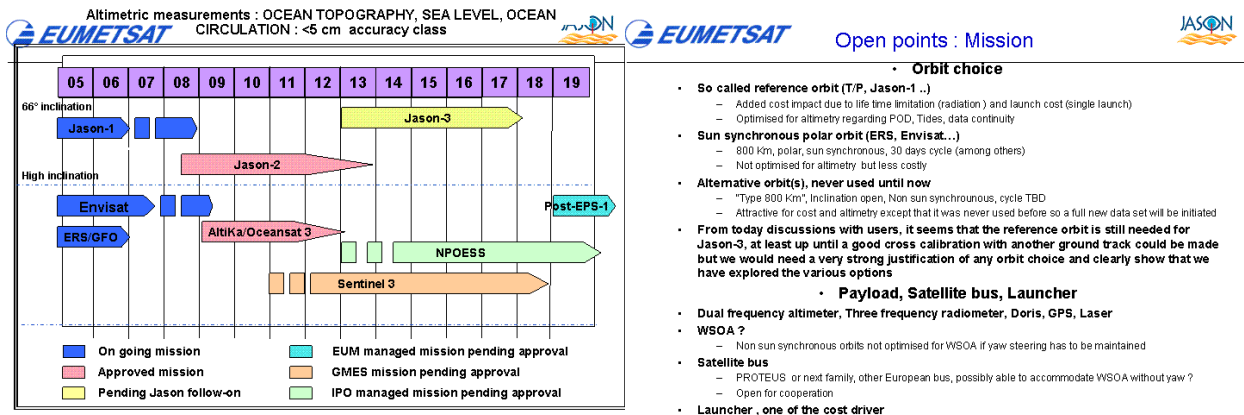 Altimetric measurements : OCEAN TOPOGRAPHY, SEA LEVEL, OCEAN
CIRCULATION : <5 cm accuracy class
EUMETSAT
JASON
05 06 07 08 09 10 11 12 13 14 15 16 17 18 19
66° inclination
Jason-1
Jason-3
Jason-2
High inclination
Envisat
Post-EPS-1
ERS/GFO
AltiKa/Oceansat 3
NPOESS
Sentinel 3
On going mission
EUM managed mission pending approval
Approved mission
GMES mission pending approval
Pending Jason follow-on
IPO managed mission pending approval
EUMETSAT
JASON
Open points : Mission
• Orbit choice
• So called reference orbit (T/P, Jason-1 ..)
– Added cost impact due to life time limitation (radiation ) and launch cost (single launch)
– Optimised for altimetry regarding POD, Tides, data continuity
• Sun synchronous polar orbit (ERS, Envisat…)
– 800 Km, polar, sun synchronous, 30 days cycle (among others)
– Not optimised for altimetry but less costly
• Alternative orbit(s), never used until now
– "Type 800 Km", Inclination open, Non sun synchrounous, cycle TBD
– Attractive for cost and altimetry except that it was never used before so a full new data set will be initiated
• From today discussions with users, it seems that the reference orbit is still needed for
Jason-3, at least up until a good cross calibration with another ground track could be made
but we would need a very strong justification of any orbit choice and clearly show that we
have explored the various options
• Payload, Satellite bus, Launcher
• Dual frequency altimeter, Three frequency radiometer, Doris, GPS, Laser
• WSOA ?
– Non sun synchronous orbits not optimised for WSOA if yaw steering has to be maintained
• Satellite bus
– PROTEUS or next family, other European bus, possibly able to accommodate WSOA without yaw ?
– Open for cooperation
• Launcher , one of the cost driver